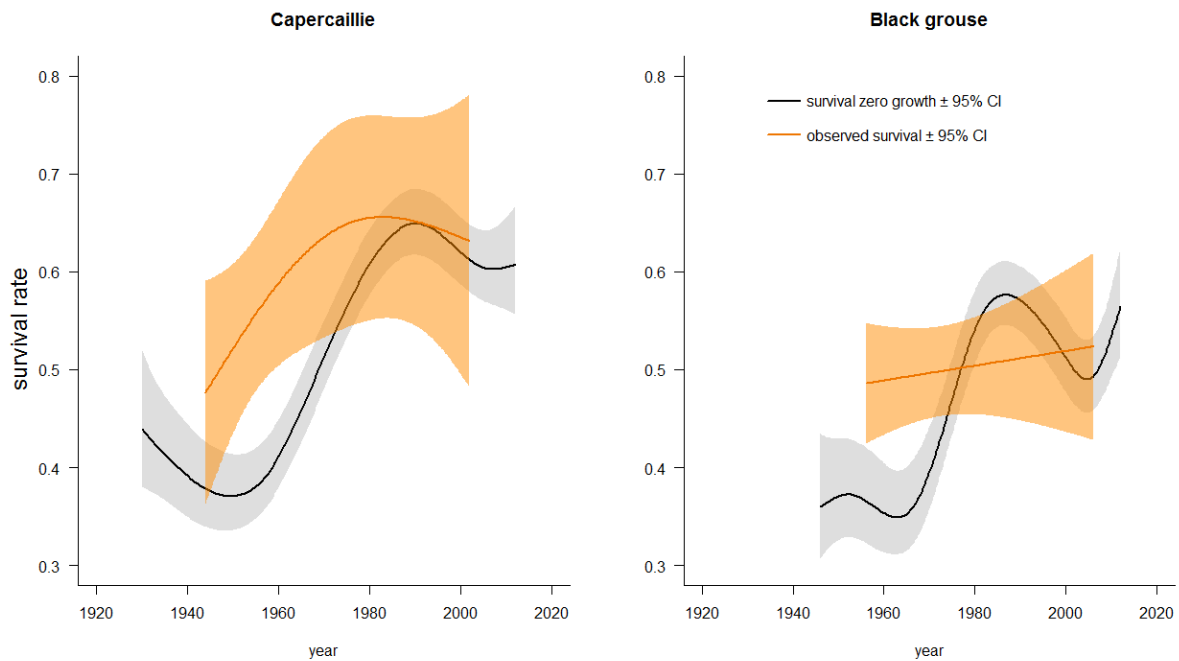 Capercaillie
0.8
0.7
0.6
0.5
0.4
0.3
survival rate
1920 1940 1960 1980 2000 2020
year
Black grouse
survival zero growth ± 95% CI
observed survival ± 95% CI
0.8
0.7
0.6
0.5
0.4
0.3
1920 1940 1960 1980 2000 2020
year